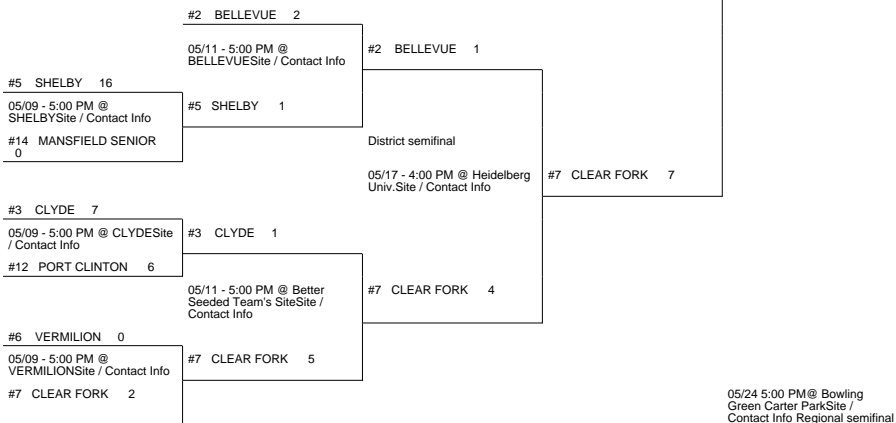 #2 BELLEVUE 2
05/11 - 5:00 PM @
BELLEVUESite / Contact Info
#2 BELLEVUE 1
#5 SHELBY 16
05/09 - 5:00 PM @
SHELBYSite / Contact Info
#5 SHELBY 1
#14 MANSFIELD SENIOR
0
District semifinal
05/17 - 4:00 PM @ Heidelberg
Univ.Site / Contact Info
#7 CLEAR FORK 7
#3 CLYDE 7
05/09 - 5:00 PM @ CLYDESite
/ Contact Info
#3 CLYDE 1
#12 PORT CLINTON 6
05/11 - 5:00 PM @ Better
Seeded Team's SiteSite /
Contact Info
#7 CLEAR FORK 4
#6 VERMILION 0
05/09 - 5:00 PM @
VERMILIONSite / Contact Info
#7 CLEAR FORK 5
#7 CLEAR FORK 2
05/24 5:00 PM@ Bowling
Green Carter ParkSite /
Contact Info Regional semifinal